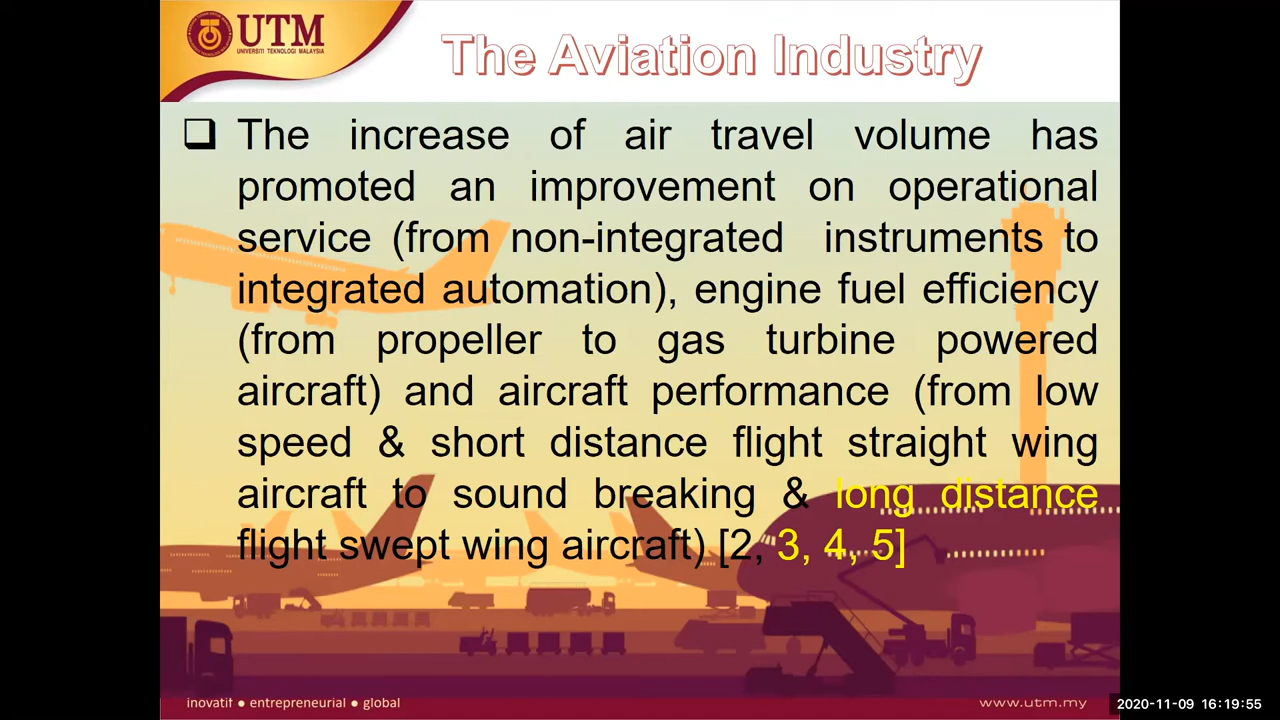 UTM
UNIVERSITI TEKNOLOGI MALAYSIA
The Aviation Industry
❑ The increase of air travel volume has
promoted an improvement on operational
service (from non-integrated instruments to
integrated automation), engine fuel efficiency
(from propeller to gas turbine powered
aircraft) and aircraft performance (from low
speed & short distance flight straight wing
aircraft to sound breaking & long distance
flight swept wing aircraft) [2, 3, 4, 5]
inovatif ● entrepreneurial ● global
www.utm.my
2020-11-09 16:19:55